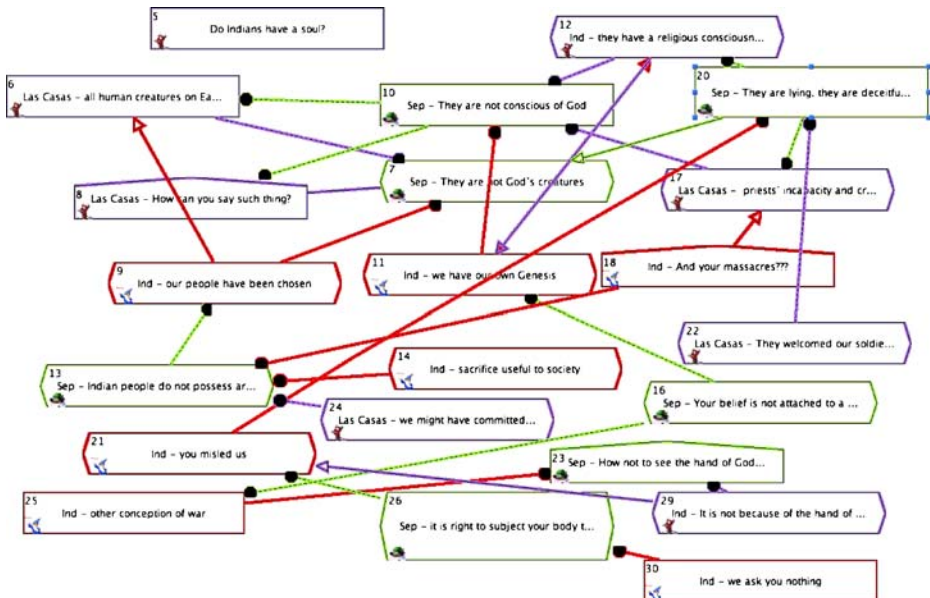 5
Do Indians have a soul?
12
Ind - they have a religious consciousn...
6
Las Casas - all human creatures on Ea...
10
Sep - They are not conscious of God
20
Sep - They are lying, they are deceitfu...
7
Sep - They are not God's creatures
8
Las Casas - How can you say such thing?
17
Las Casas - priests' incapacity and cr...
9
Ind - our people have been chosen
11
Ind - we have our own Genesis
18
Ind - And your massacres???
22
Las Casas - They welcomed our soldie...
13
Sep - Indian people do not possess ar...
14
Ind - sacrifice useful to society
16
Sep - Your belief is not attached to a ...
24
Las Casas - we might have committed...
21
Ind - you misled us
23
Sep - How not to see the hand of God...
25
Ind - other conception of war
26
Sep - it is right to subject your body t...
29
Ind - It is not because of the hand of ...
30
Ind - we ask you nothing